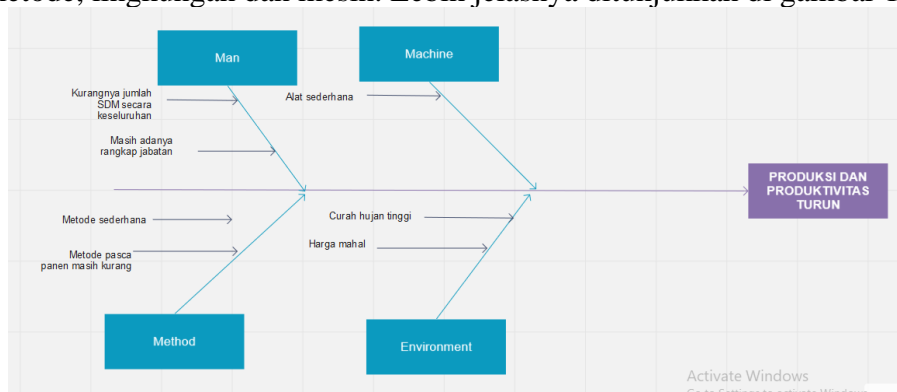 lingkungan dan mesin. Lebih jelasnya ditunjukkan di gambar
Man
Machine
Kurangnya jumlah
SDM secara
keseluruhan
Alat sederhana
Masih adanya
rangkap jabatan
PRODUKSI DAN
PRODUKTIVITAS
TURUN
Metode sederhana
Curah hujan tinggi
Metode pasca
panen masih kurang
Harga mahal
Method
Environment
Activate Windows